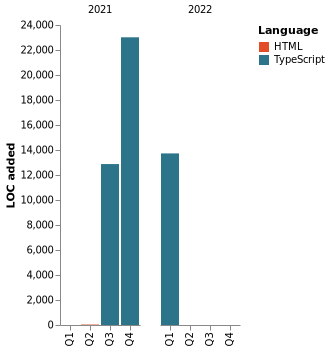 2021 2022
Language
HTML
TypeScript
LOC added
24,000
22,000
20,000
18,000
16,000
14,000
12,000
10,000
8,000
6,000
4,000
2,000
0
Q1 Q2 Q3 Q4 Q1 Q2 Q3 Q4